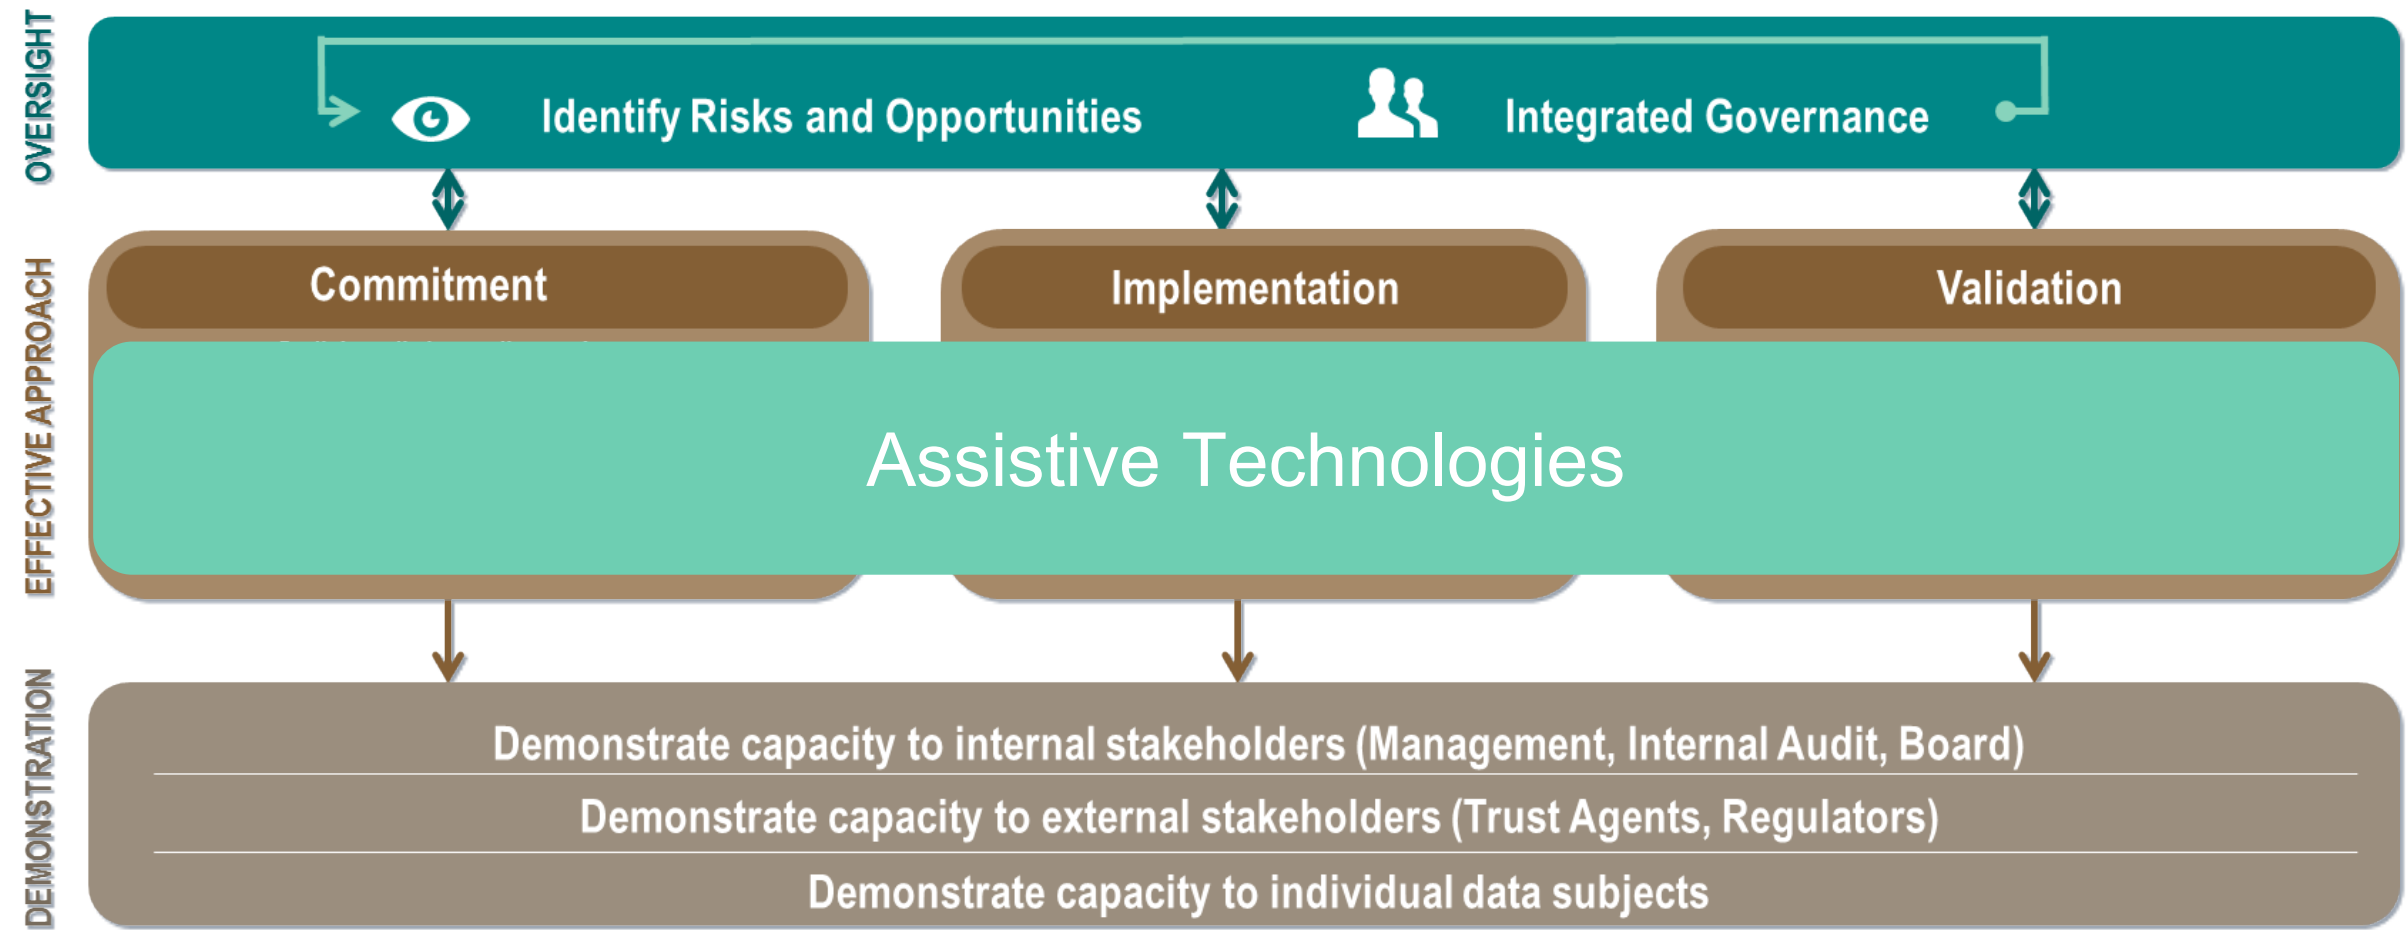 OVERSIGHT
Identify Risks and Opportunities
Integrated Governance
EFFECTIVE APPROACH
Commitment
Implementation
Validation
Assistive Technologies
DEMONSTRATION
Demonstrate capacity to internal stakeholders (Management, Internal Audit, Board)
Demonstrate capacity to external stakeholders (Trust Agents, Regulators)
Demonstrate capacity to individual data subjects